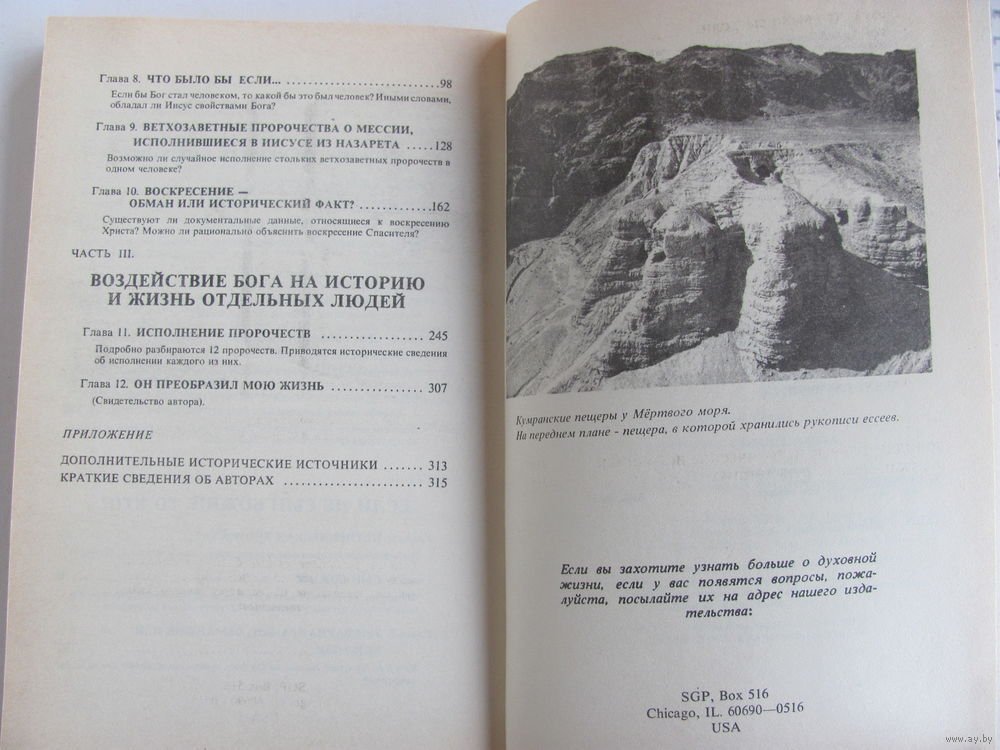 Глава 8. ЧТО БЫЛО БЫ ЕСЛИ... ........................98
Если бы Бог стал человеком, то какой бы это был человек? Иными словами,
обладал ли Иисус свойствами Бога?
Глава 9. ВЕТХОЗАВЕТНЫЕ ПРОРОЧЕСТВА О МЕССИИ,
ИСПОЛНИВШИЕСЯ В ИИСУСЕ ИЗ НАЗАРЕТА .....128
Возможно ли случайное исполнение стольких ветхозаветных пророчеств в
одном человеке?
Глава 10. ВОСКРЕСЕНИЕ —
ОБМАН ИЛИ ИСТОРИЧЕСКИЙ ФАКТ? ............162
Существуют ли документальные данные, относящиеся к воскресению
Христа? Можно ли рационально объяснить воскресение Спасителя?
ЧАСТЬ III.
ВОЗДЕЙСТВИЕ БОГА НА ИСТОРИЮ
И ЖИЗНЬ ОТДЕЛЬНЫХ ЛЮДЕЙ
Глава 11. ИСПОЛНЕНИЕ ПРОРОЧЕСТВ .................. 245
Подробно разбираются 12 пророчеств. Приводятся исторические сведения
об исполнении каждого из них.
Глава 12. ОН ПРЕОБРАЗИЛ МОЮ ЖИЗНЬ ................ 307
(Свидетельство автора).
ПРИЛОЖЕНИЕ
ДОПОЛНИТЕЛЬНЫЕ ИСТОРИЧЕСКИЕ ИСТОЧНИКИ ....... 313
КРАТКИЕ СВЕДЕНИЯ ОБ АВТОРАХ ........................ 315
Кумранские пещеры у Мёртвого моря.
На переднем плане - пещера, в которой хранились рукописи ессеев.
Если вы захотите узнать больше о духовной
жизни, если у вас появятся вопросы, пожа-
луйста, посылайте их на адрес нашего изда-
тельства:
SGP, Box 516
Chicago, IL. 60690—0516
USA
www.ay.by